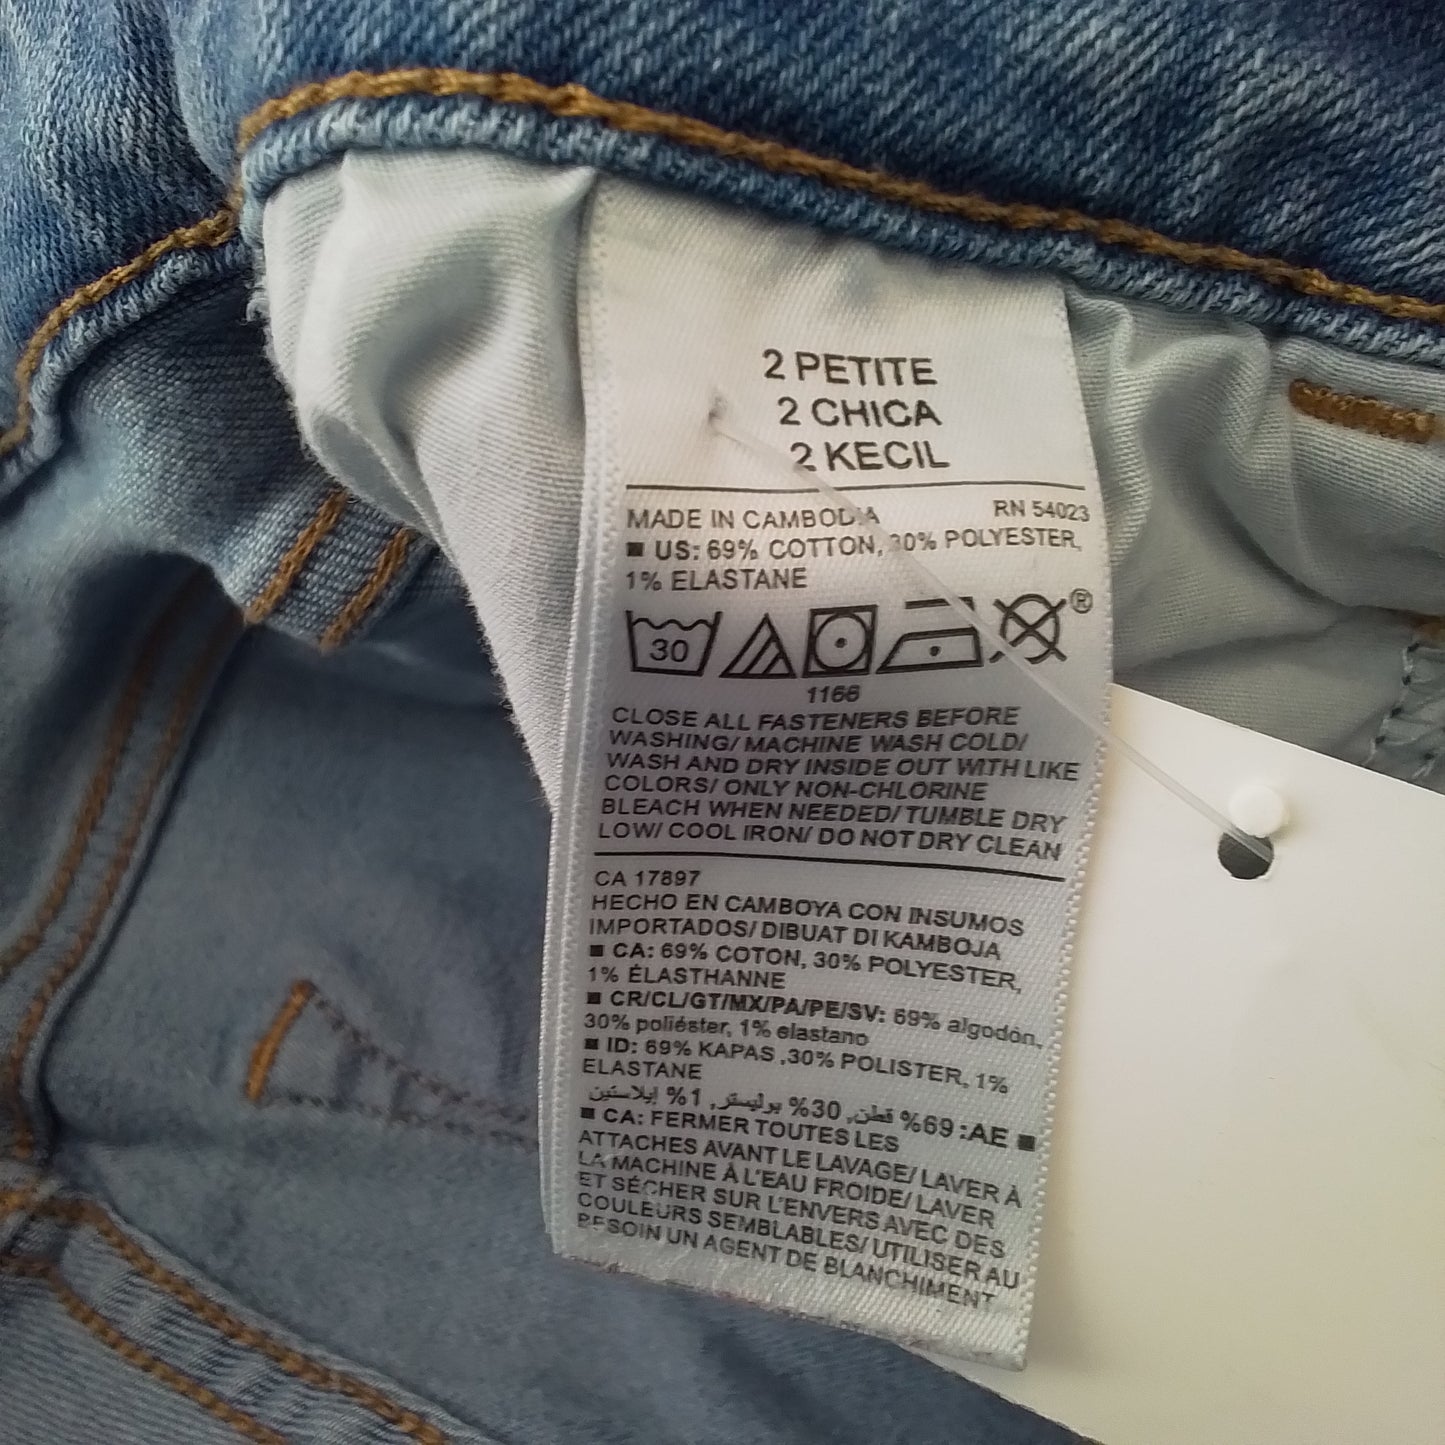 2 PETITE
2 CHICA
2 KECIL
MADE IN CAMBODIA RN 54023
■ US: 69% COTTON, 30% POLYESTER,
1% ELASTANE
30
®
1166
CLOSE ALL FASTENERS BEFORE
WASHING/ MACHINE WASH COLD/
WASH AND DRY INSIDE OUT WITH LIKE
COLORS/ ONLY NON-CHLORINE
BLEACH WHEN NEEDED/ TUMBLE DRY
LOW/ COOL IRON/ DO NOT DRY CLEAN
CA 17897
HECHO EN CAMBOYA CON INSUMOS
IMPORTADOS/ DIBUAT DI KAMBOJA
■ CA: 69% COTON, 30% POLYESTER,
1% ÉLASTHANNE
■ CR/CL/GT/MX/PA/PE/SV: 69% algodón,
30% poliéster, 1% elastano
■ ID: 69% KAPAS ,30% POLISTER, 1%
ELASTANE
■ AE: 69% قطن, 30% بوليستر, 1% إيلاستين
■ CA: FERMER TOUTES LES
ATTACHES AVANT LE LAVAGE/ LAVER À
LA MACHINE À L'EAU FROIDE/ LAVER
ET SÉCHER SUR L'ENVERS AVEC DES
COULEURS SEMBLABLES/ UTILISER AU
BESOIN UN AGENT DE BLANCHIMENT